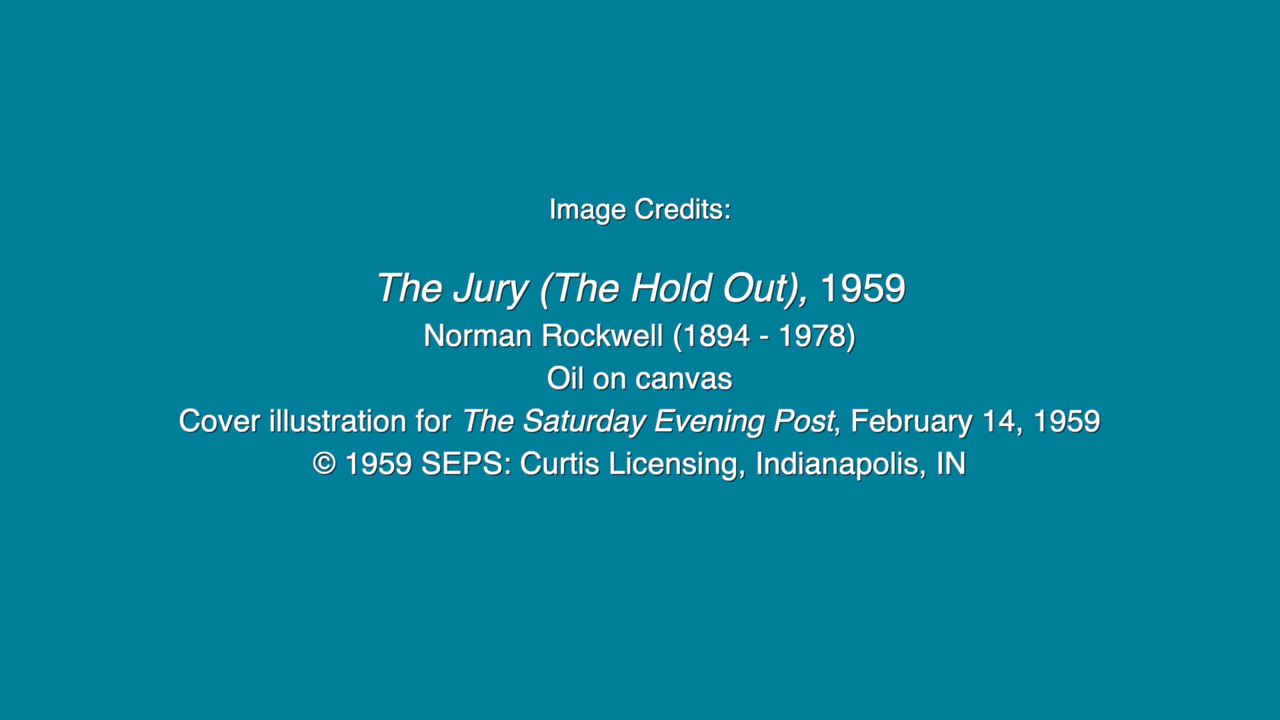 Image Credits:
The Jury (The Hold Out), 1959
Norman Rockwell (1894 - 1978)
Oil on canvas
Cover illustration for The Saturday Evening Post, February 14, 1959
© 1959 SEPS: Curtis Licensing, Indianapolis, IN